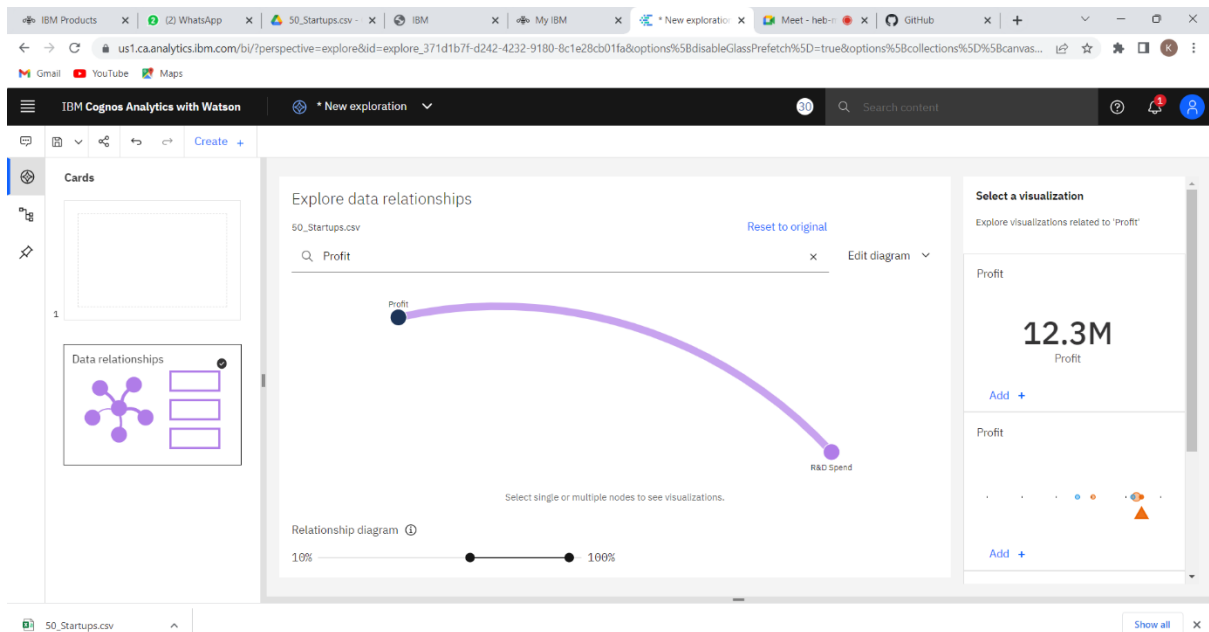 IBM Products
(2) WhatsApp
50_Startups.csv -
IBM
My IBM
* New exploration
Meet - heb-n
GitHub
us1.ca.analytics.ibm.com/bi/?perspective=explore&id=explore_371d1b7f-d242-4232-9180-8c1e28cb01fa&options%5BdisableGlassPrefetch%5D=true&options%5Bcollections%5D%5Bcanvas...
K
Gmail
YouTube
Maps
IBM Cognos Analytics with Watson
* New exploration
30
Search content
1
Create +
Cards
1
Data relationships
Explore data relationships
50_Startups.csv
Reset to original
Profit
Edit diagram
Profit
R&D Spend
Select single or multiple nodes to see visualizations.
Relationship diagram
10%
100%
Select a visualization
Explore visualizations related to 'Profit'
Profit
12.3M
Profit
Add +
Profit
Add +
50_Startups.csv
Show all